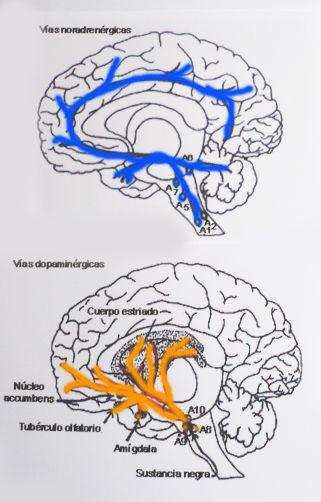 Vías noradrenérgicas
A6
A7
A5
A2
A1
Vías dopaminérgicas
Cuerpo estriado
Núcleo
accumbens
A10
A8
Tubérculo olfatorio
A9
Amígdala
Sustancia negra